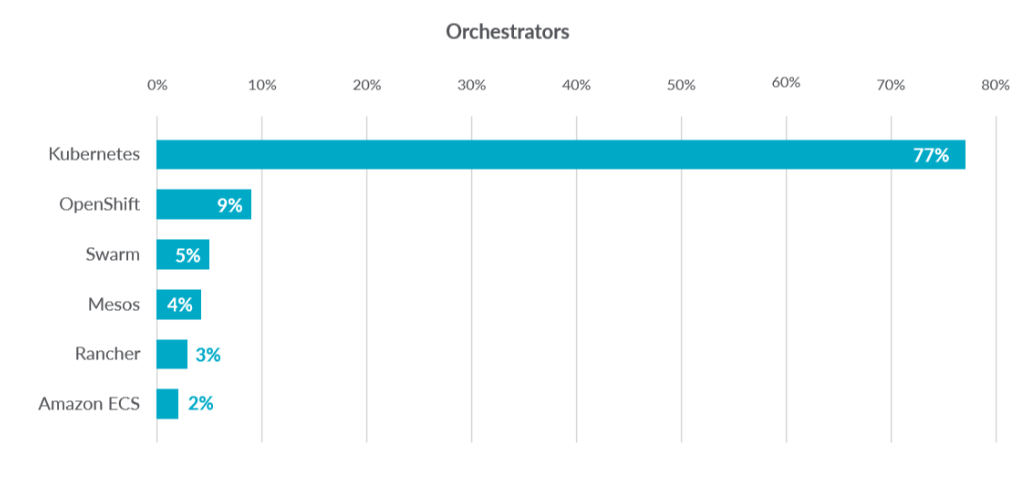 Orchestrators
0% 10% 20% 30% 40% 50% 60% 70% 80%
Kubernetes 77%
OpenShift 9%
Swarm 5%
Mesos 4%
Rancher 3%
Amazon ECS 2%